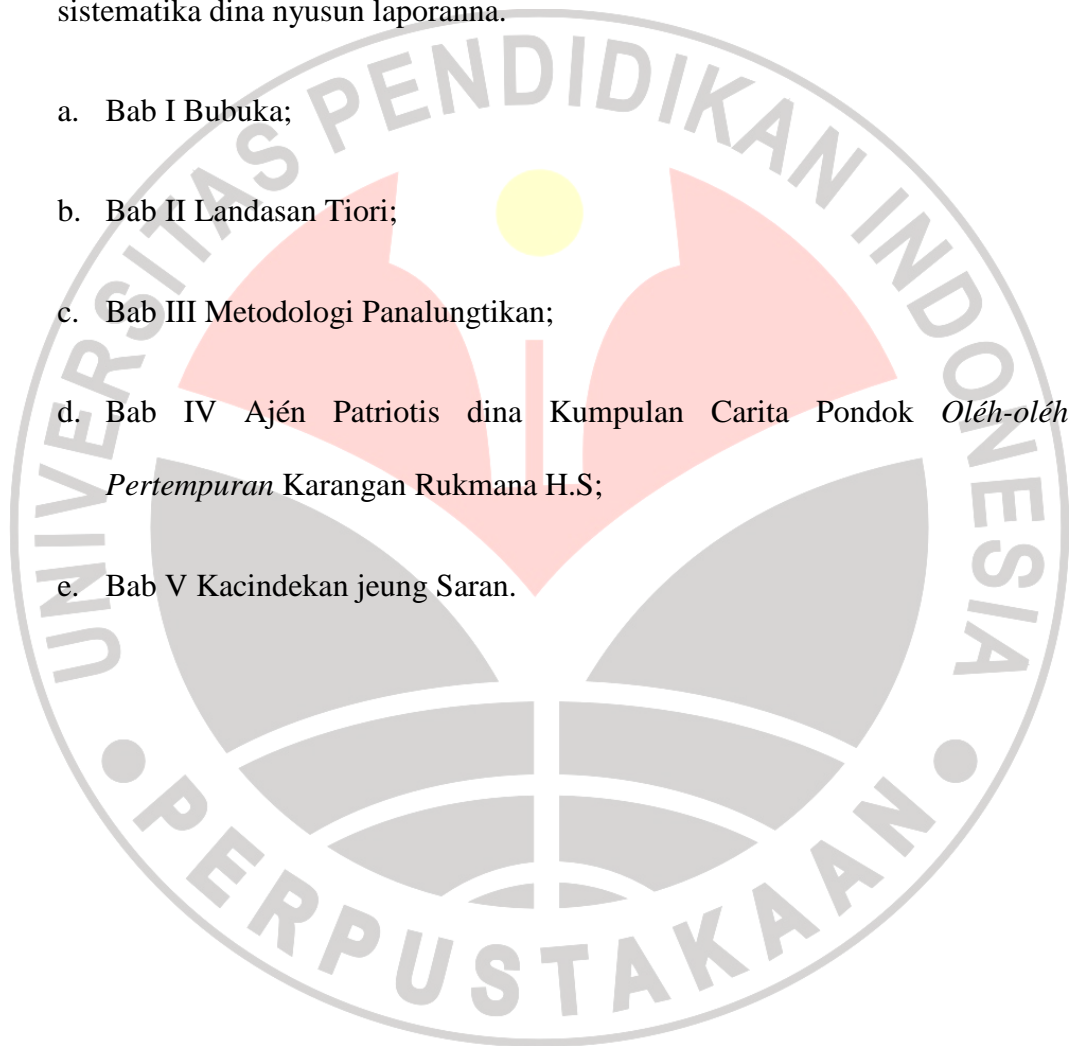 sistematika dina nyusun laporanna.
a. Bab I Bubuka;
b. Bab II Landasan Tiori;
c. Bab III Metodologi Panalungtikan;
d. Bab IV Ajén Patriotis dina Kumpulan Carita Pondok Oléh-oléh
Pertempuran Karangan Rukmana H.S;
e. Bab V Kacindekan jeung Saran.
UNIVERSITAS PENDIDIKAN INDONESIA
PERPUSTAKAAN